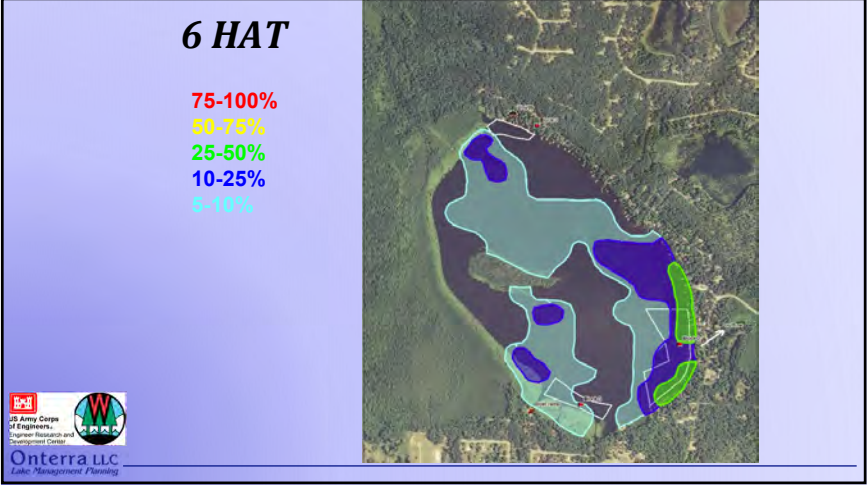 6 HAT
75-100%
50-75%
25-50%
10-25%
5-10%
US Army Corps
of Engineers®
Engineer Research and
Development Center
W
Onterra LLC
Lake Management Planning